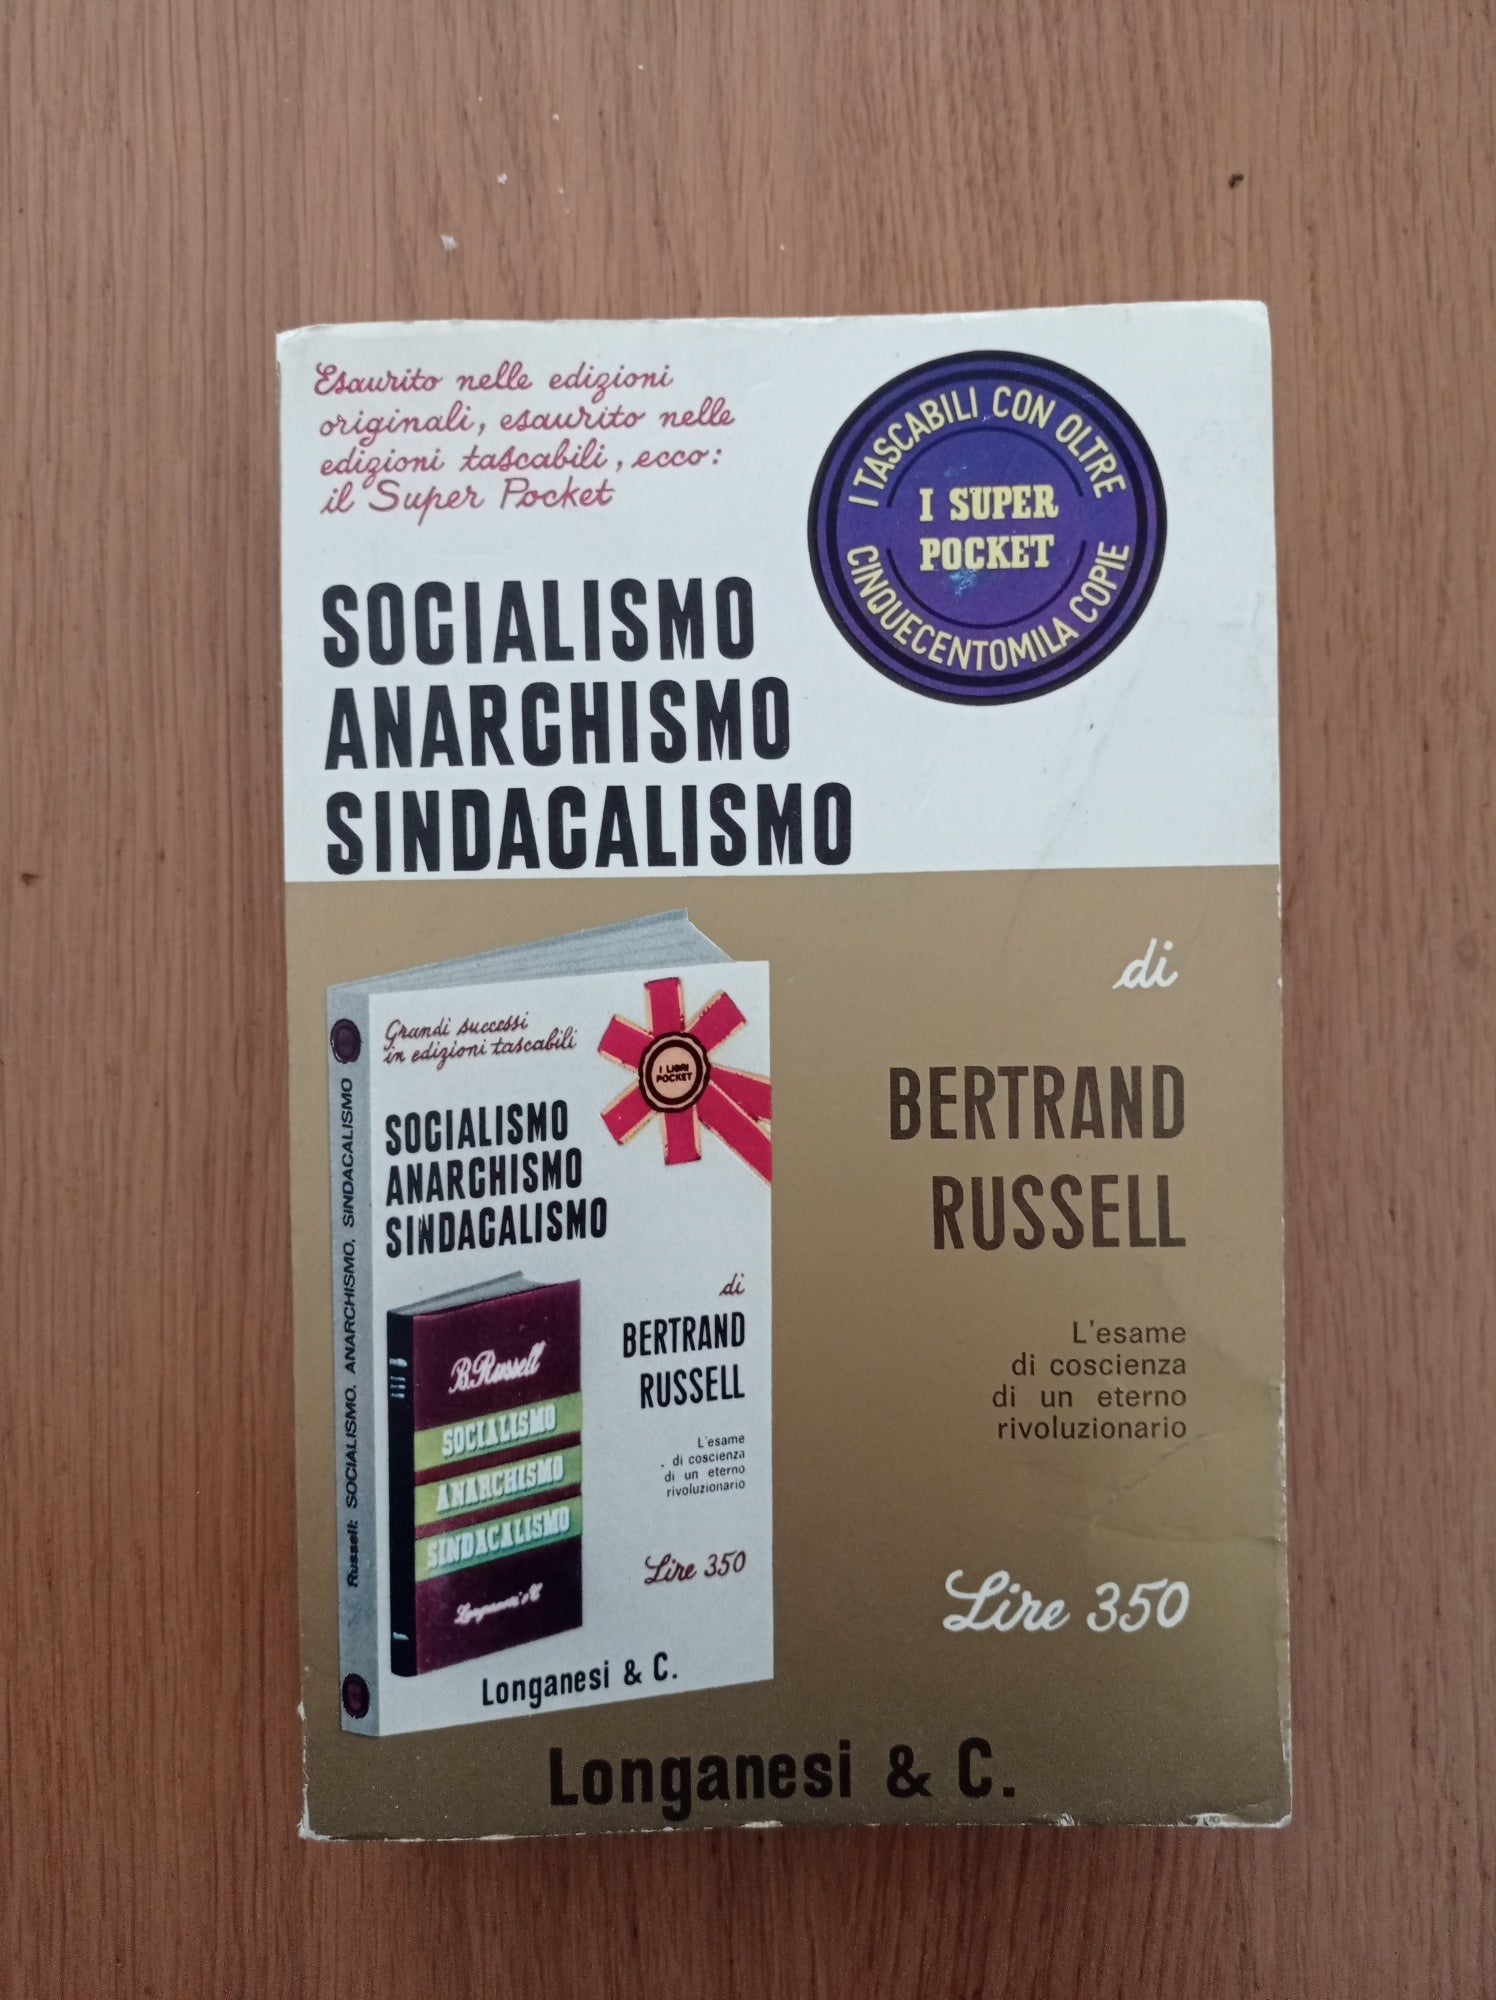 Esaurito nelle edizioni
originali, esaurito nelle
edizioni tascabili, ecco:
il Super Pocket
I TASCABILI CON OLTRE
I SUPER
POCKET
CINQUECENTOMILA COPIE
SOCIALISMO
ANARCHISMO
SINDACALISMO
di
BERTRAND
RUSSELL
L'esame
di coscienza
di un eterno
rivoluzionario
Lire 350
Russell: SOCIALISMO, ANARCHISMO, SINDACALISMO
Grandi successi
in edizioni tascabili
I LIBRI
POCKET
SOCIALISMO
ANARCHISMO
SINDACALISMO
di
BERTRAND
RUSSELL
L'esame
di coscienza
di un eterno
rivoluzionario
Lire 350
B. Russell
SOCIALISMO
ANARCHISMO
SINDACALISMO
Longanesi & C.
Longanesi & C.
Longanesi & C.